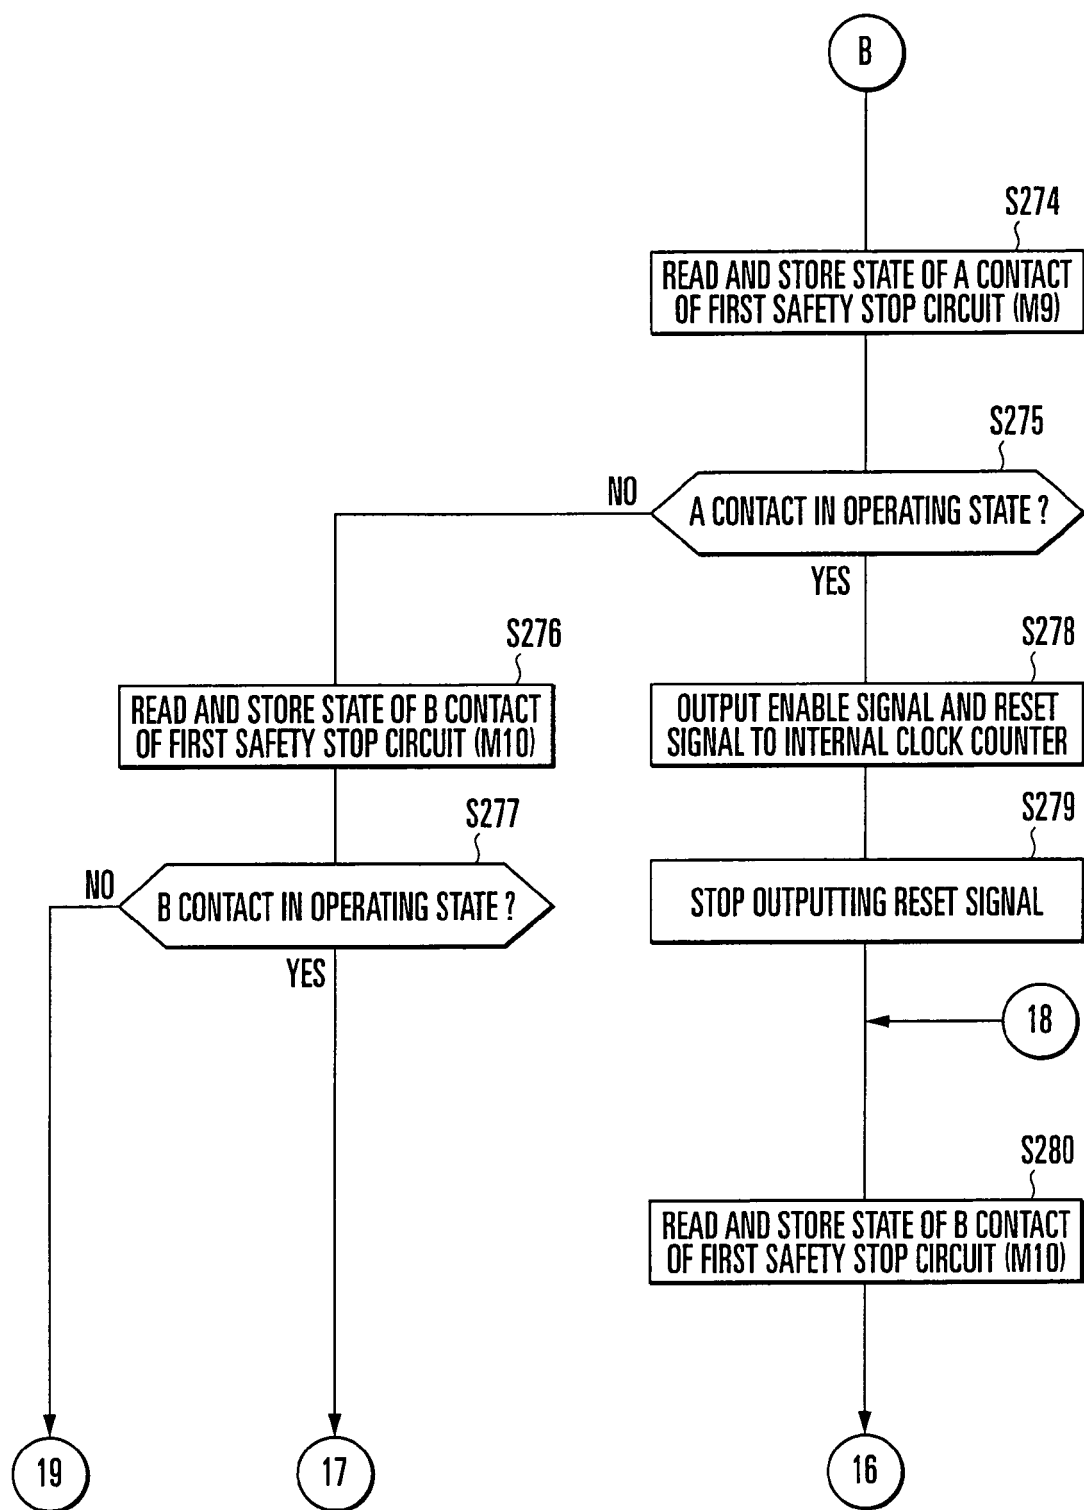 B
S274
READ AND STORE STATE OF A CONTACT
OF FIRST SAFETY STOP CIRCUIT (M9)
S275
NO
A CONTACT IN OPERATING STATE ?
YES
S276
READ AND STORE STATE OF B CONTACT
OF FIRST SAFETY STOP CIRCUIT (M10)
S278
OUTPUT ENABLE SIGNAL AND RESET
SIGNAL TO INTERNAL CLOCK COUNTER
S277
NO
B CONTACT IN OPERATING STATE ?
YES
S279
STOP OUTPUTTING RESET SIGNAL
18
S280
READ AND STORE STATE OF B CONTACT
OF FIRST SAFETY STOP CIRCUIT (M10)
19
17
16